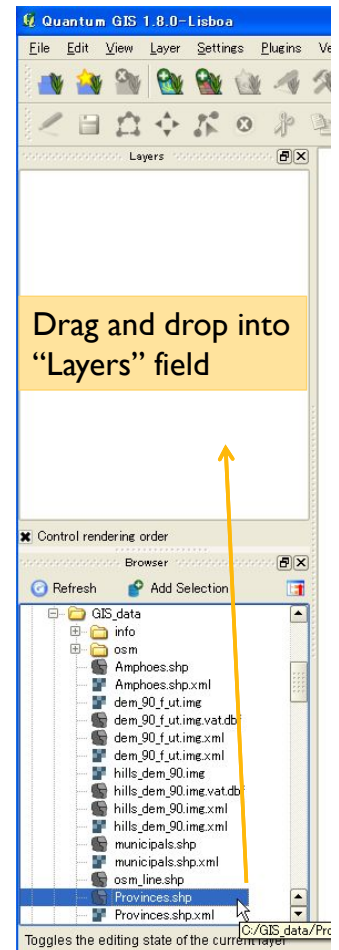 Quantum GIS 1.8.0-Lisboa
File Edit View Layer Settings Plugins
Layers
Drag and drop into
“Layers” field
Control rendering order
Browser
Refresh Add Selection
GIS_data
info
osm
Amphoes.shp
Amphoes.shp.xml
dem_90_f_ut.img
dem_90_f_ut.img.vat.dbf
dem_90_f_ut.img.xml
dem_90_f_ut.img.xml
hills_dem_90.img
hills_dem_90.img.vat.dbf
hills_dem_90.img.xml
hills_dem_90.img.xml
municipals.shp
municipals.shp.xml
osm_line.shp
Provinces.shp
Provinces.shp.xml
C:/GIS_data/Pro
Toggles the editing state of the current layer